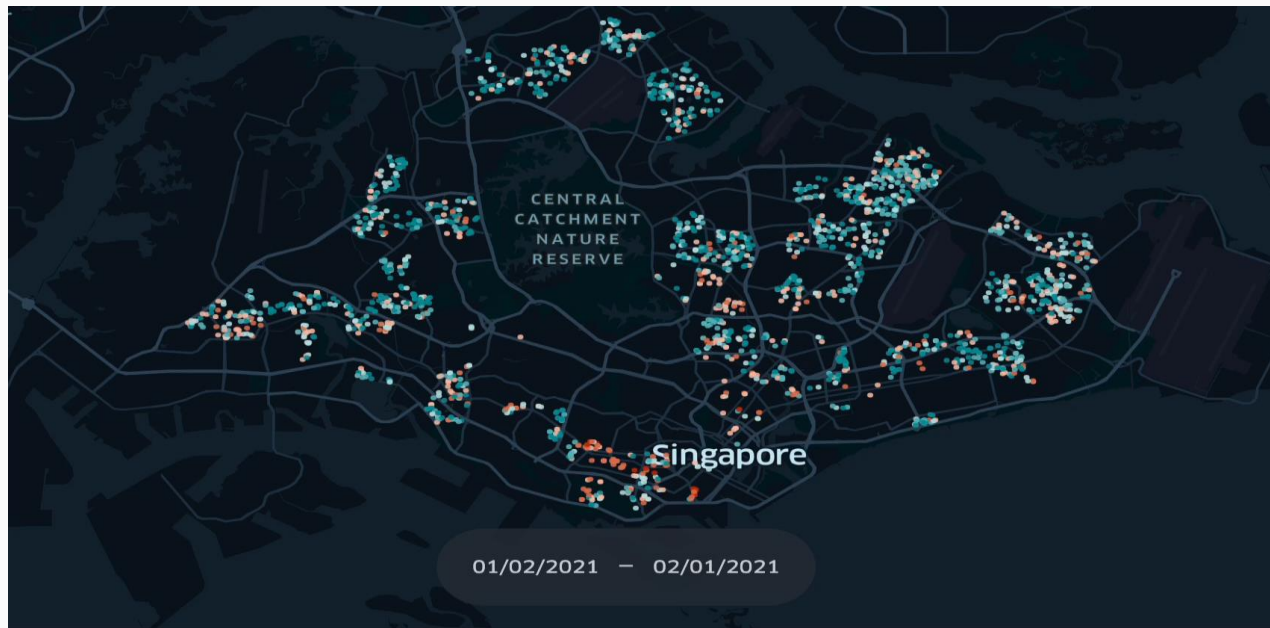 CENTRAL
CATCHMENT
NATURE
RESERVE
Singapore
01/02/2021 — 02/01/2021